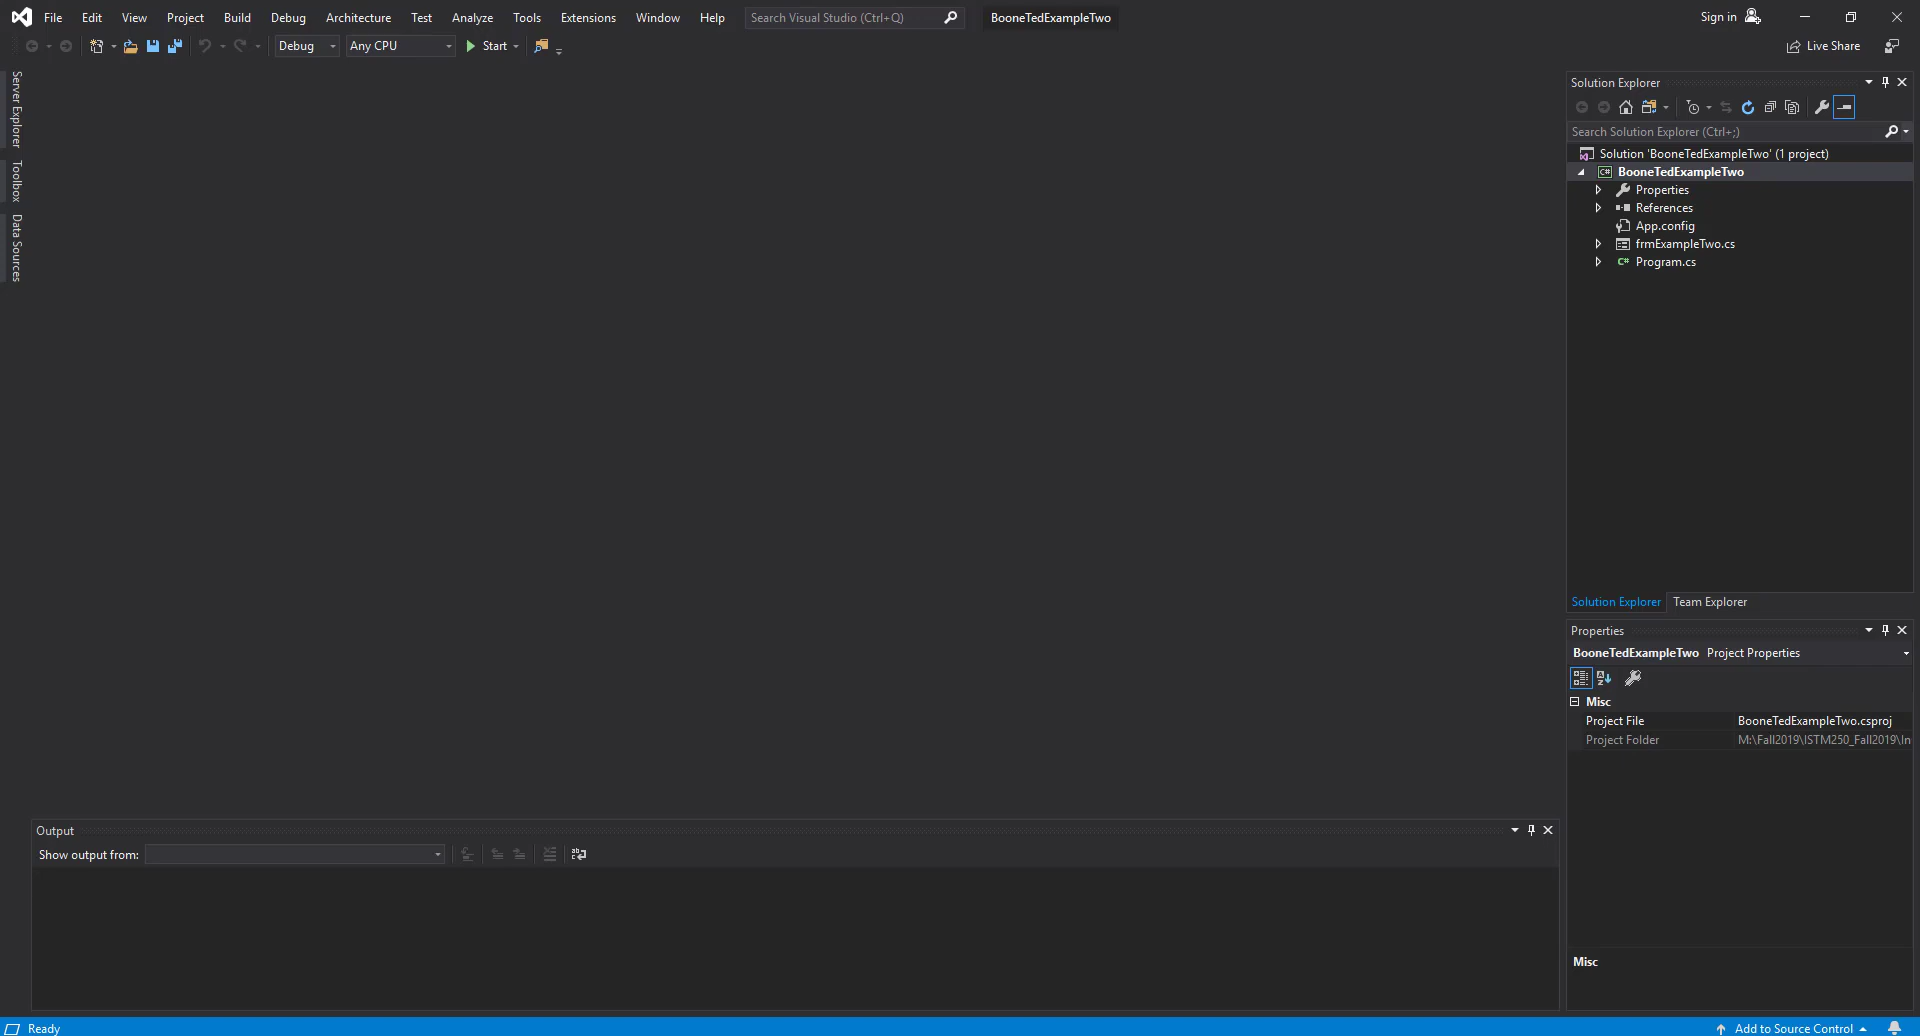 File Edit View Project Build Debug Architecture Test Analyze Tools Extensions Window Help Search Visual Studio (Ctrl+Q) BooneTedExampleTwo Sign in
Debug Any CPU Start Live Share
Server Explorer
Toolbox
Data Sources
Solution Explorer
Search Solution Explorer (Ctrl+;)
Solution 'BooneTedExampleTwo' (1 project)
C# BooneTedExampleTwo
Properties
References
App.config
frmExampleTwo.cs
C# Program.cs
Solution Explorer Team Explorer
Properties
BooneTedExampleTwo Project Properties
Misc
Project File BooneTedExampleTwo.csproj
Project Folder M:\Fall2019\ISTM250_Fall2019\In
Misc
Output
Show output from:
Ready Add to Source Control